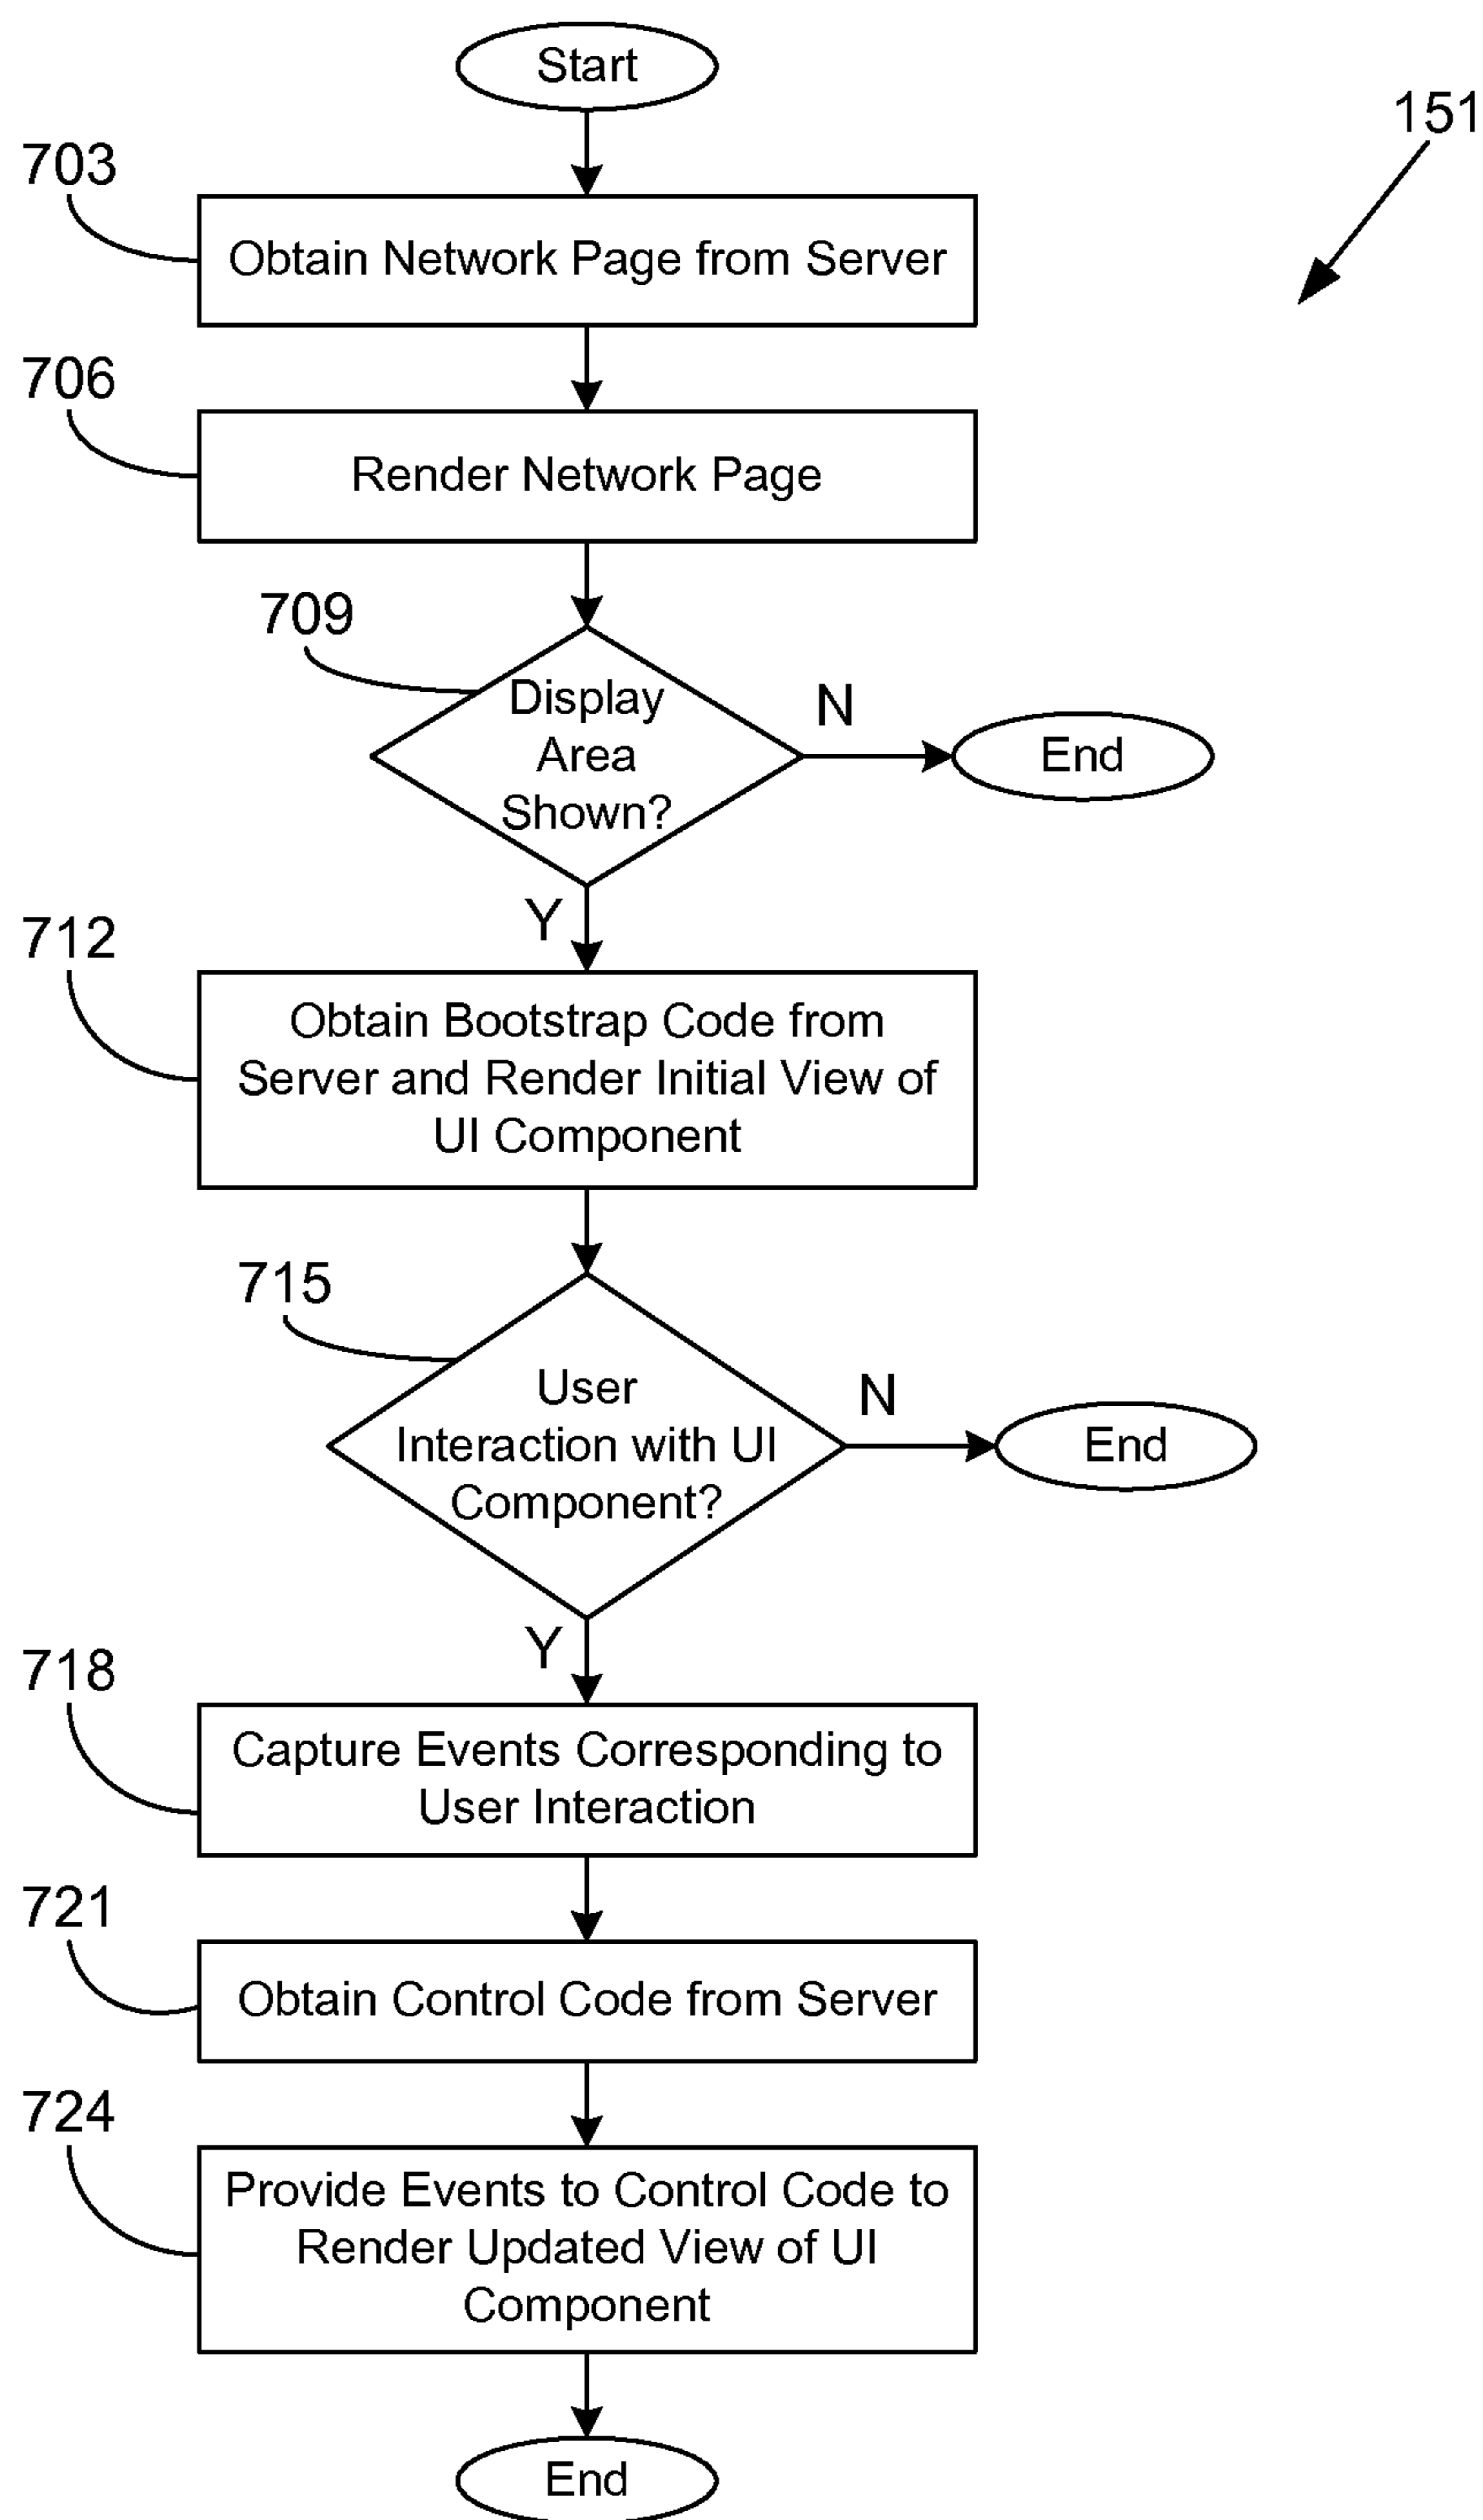 Start
151
703
Obtain Network Page from Server
706
Render Network Page
709
Display
Area
Shown?
N
End
Y
712
Obtain Bootstrap Code from
Server and Render Initial View of
UI Component
715
User
Interaction with UI
Component?
N
End
Y
718
Capture Events Corresponding to
User Interaction
721
Obtain Control Code from Server
724
Provide Events to Control Code to
Render Updated View of UI
Component
End